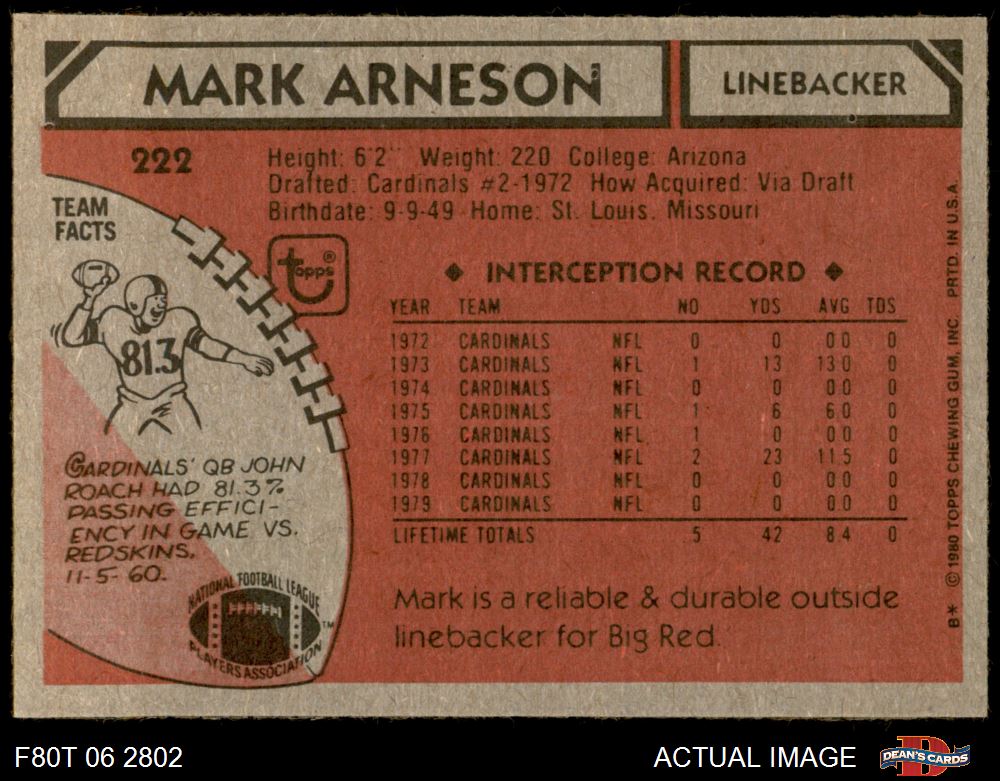 MARK ARNESON
LINEBACKER
222
Height: 6'2" Weight: 220 College: Arizona
Drafted: Cardinals #2-1972 How Acquired: Via Draft
Birthdate: 9-9-49 Home: St. Louis, Missouri
TEAM
FACTS
topps®
81.3
CARDINALS' QB JOHN
ROACH HAD 81.3%
PASSING EFFICI-
ENCY IN GAME VS.
REDSKINS,
11-5-60.
NATIONAL FOOTBALL LEAGUE
PLAYERS ASSOCIATION
TM
◆ INTERCEPTION RECORD ◆
YEAR TEAM NO YDS AVG TDS
1972 CARDINALS NFL 0 0 0.0 0
1973 CARDINALS NFL 1 13 13.0 0
1974 CARDINALS NFL 0 0 0.0 0
1975 CARDINALS NFL 1 6 6.0 0
1976 CARDINALS NFL 1 0 0.0 0
1977 CARDINALS NFL 2 23 11.5 0
1978 CARDINALS NFL 0 0 0.0 0
1979 CARDINALS NFL 0 0 0.0 0
LIFETIME TOTALS 5 42 8.4 0
Mark is a reliable & durable outside
linebacker for Big Red.
B* © 1980 TOPPS CHEWING GUM, INC. PRTD. IN U.S.A.
F80T 06 2802
ACTUAL IMAGE
D
DEAN'S CARDS